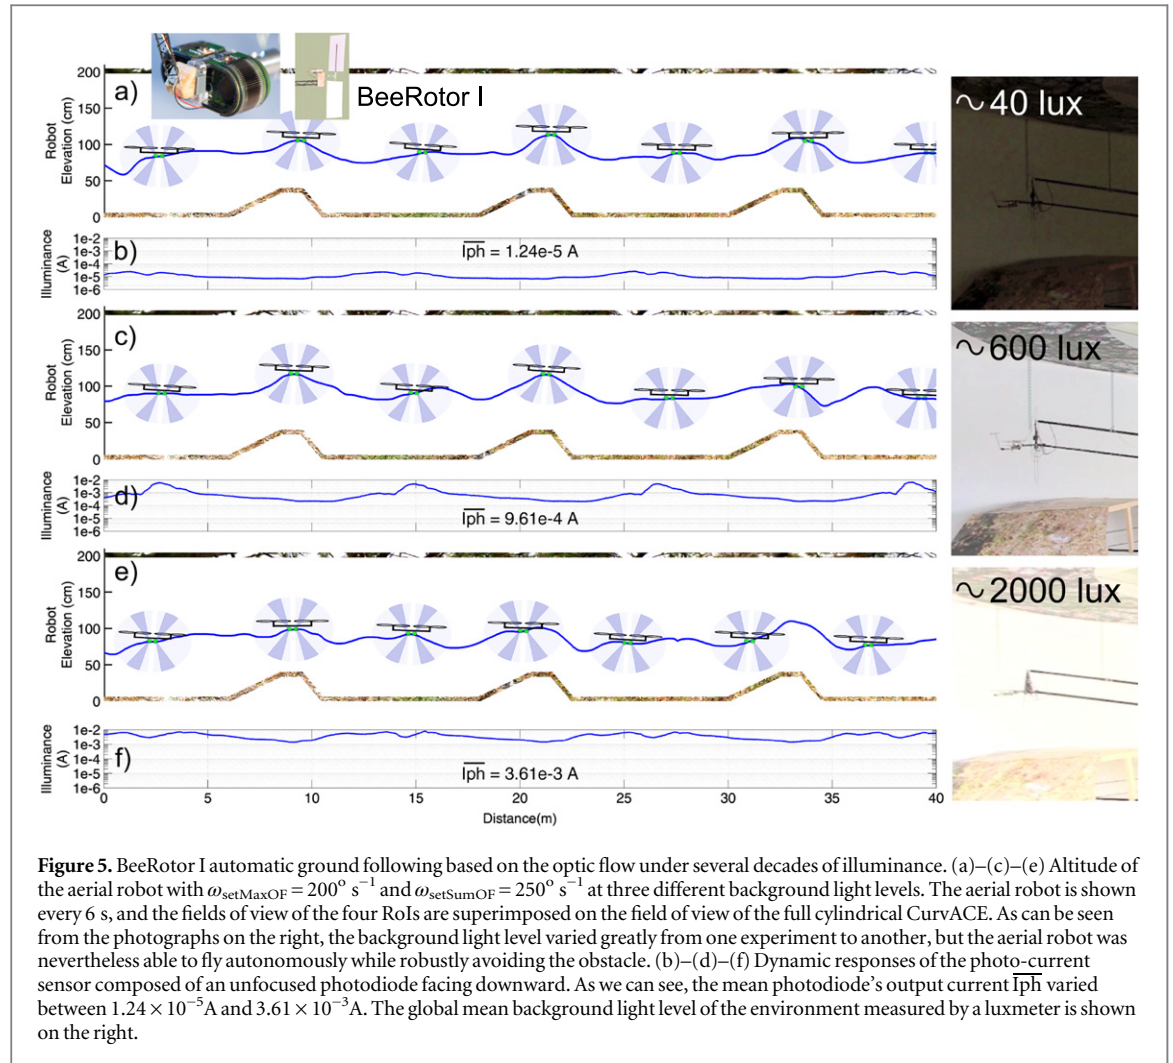 BeeRotor I
a)
200
150
100
50
0
Robot
Elevation (cm)
~40 lux
b)
1e-2
1e-3
1e-4
1e-5
1e-6
Illuminance
(A)
Iph = 1.24e-5 A
c)
200
150
100
50
0
Robot
Elevation (cm)
~600 lux
d)
1e-2
1e-3
1e-4
1e-5
1e-6
Illuminance
(A)
Iph = 9.61e-4 A
e)
200
150
100
50
0
Robot
Elevation (cm)
~2000 lux
f)
1e-2
1e-3
1e-4
1e-5
1e-6
Illuminance
(A)
Iph = 3.61e-3 A
0 5 10 15 20 25 30 35 40
Distance(m)
Figure 5. BeeRotor I automatic ground following based on the optic flow under several decades of illuminance. (a)–(c)–(e) Altitude of
the aerial robot with ωsetMaxOF = 200° s⁻¹ and ωsetSumOF = 250° s⁻¹ at three different background light levels. The aerial robot is shown
every 6 s, and the fields of view of the four RoIs are superimposed on the field of view of the full cylindrical CurvACE. As can be seen
from the photographs on the right, the background light level varied greatly from one experiment to another, but the aerial robot was
nevertheless able to fly autonomously while robustly avoiding the obstacle. (b)–(d)–(f) Dynamic responses of the photo-current
sensor composed of an unfocused photodiode facing downward. As we can see, the mean photodiode's output current Iph varied
between 1.24 × 10⁻⁵A and 3.61 × 10⁻³A. The global mean background light level of the environment measured by a luxmeter is shown
on the right.